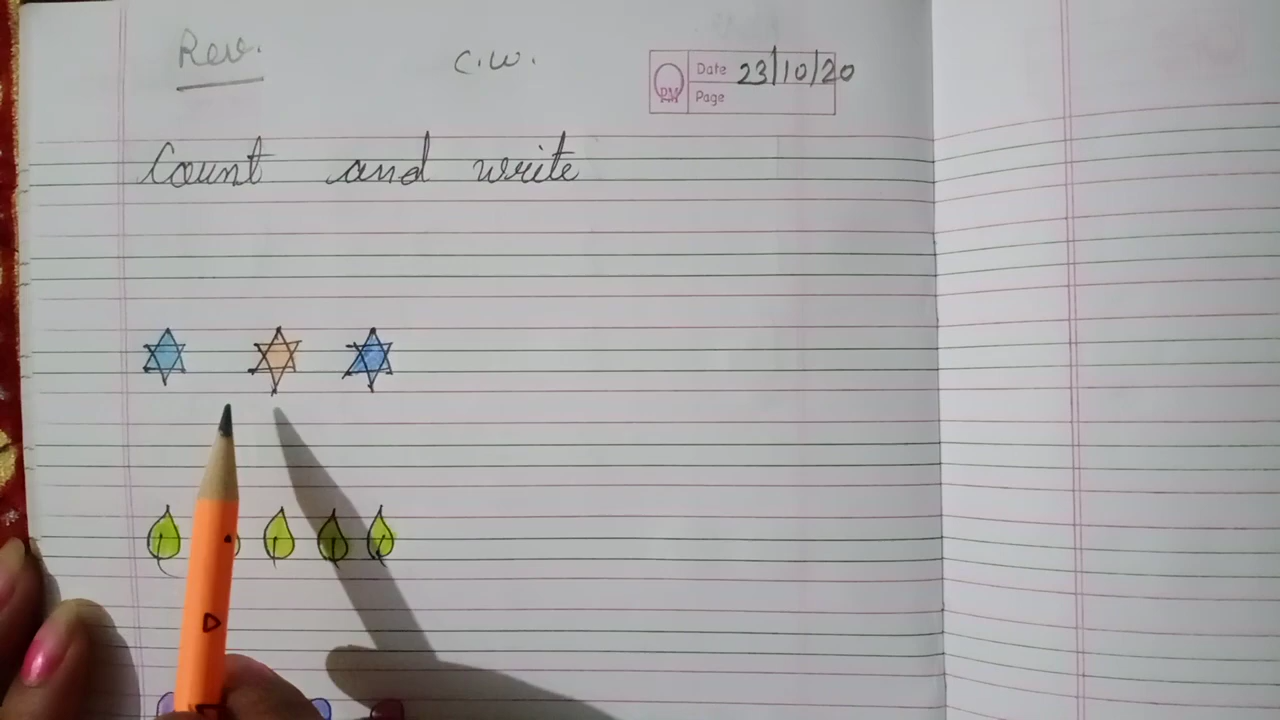 Rev.
C.W.
Date 23/10/20
Page
Count and write